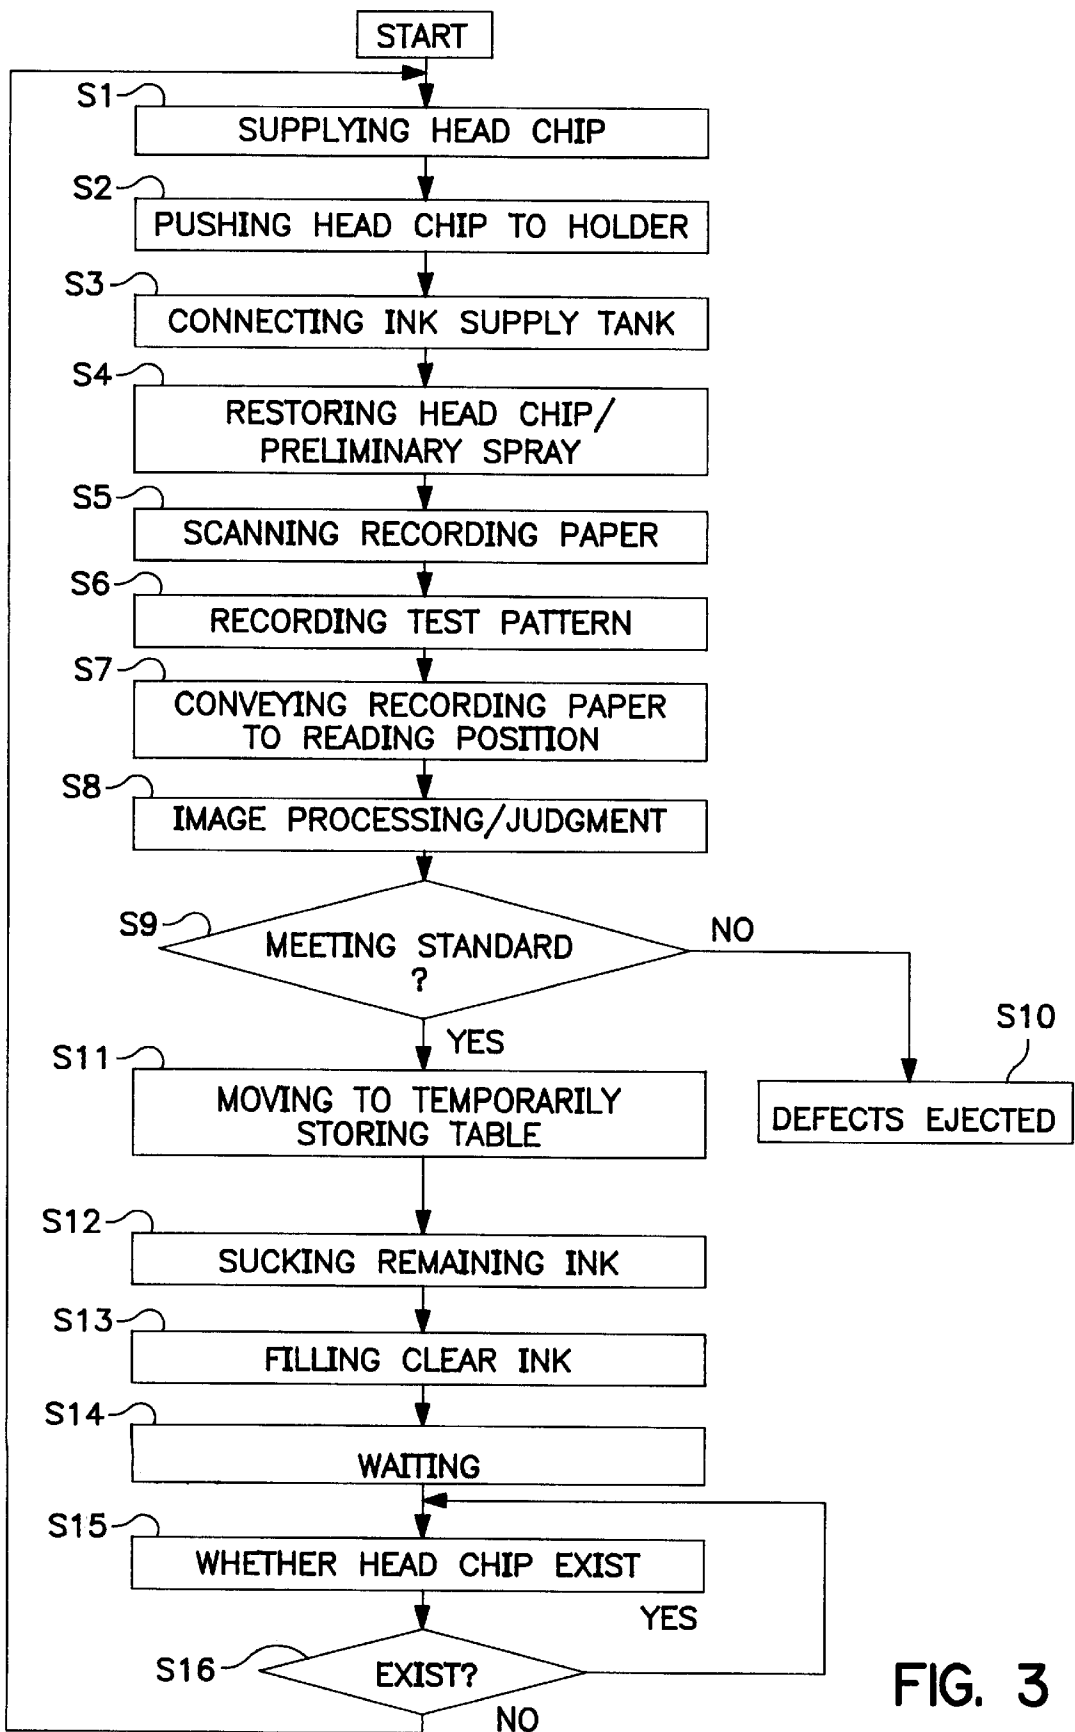 START
S1
SUPPLYING HEAD CHIP
S2
PUSHING HEAD CHIP TO HOLDER
S3
CONNECTING INK SUPPLY TANK
S4
RESTORING HEAD CHIP/
PRELIMINARY SPRAY
S5
SCANNING RECORDING PAPER
S6
RECORDING TEST PATTERN
S7
CONVEYING RECORDING PAPER
TO READING POSITION
S8
IMAGE PROCESSING/JUDGMENT
S9
MEETING STANDARD
?
NO
YES
S10
DEFECTS EJECTED
S11
MOVING TO TEMPORARILY
STORING TABLE
S12
SUCKING REMAINING INK
S13
FILLING CLEAR INK
S14
WAITING
S15
WHETHER HEAD CHIP EXIST
YES
S16
EXIST?
NO
FIG. 3